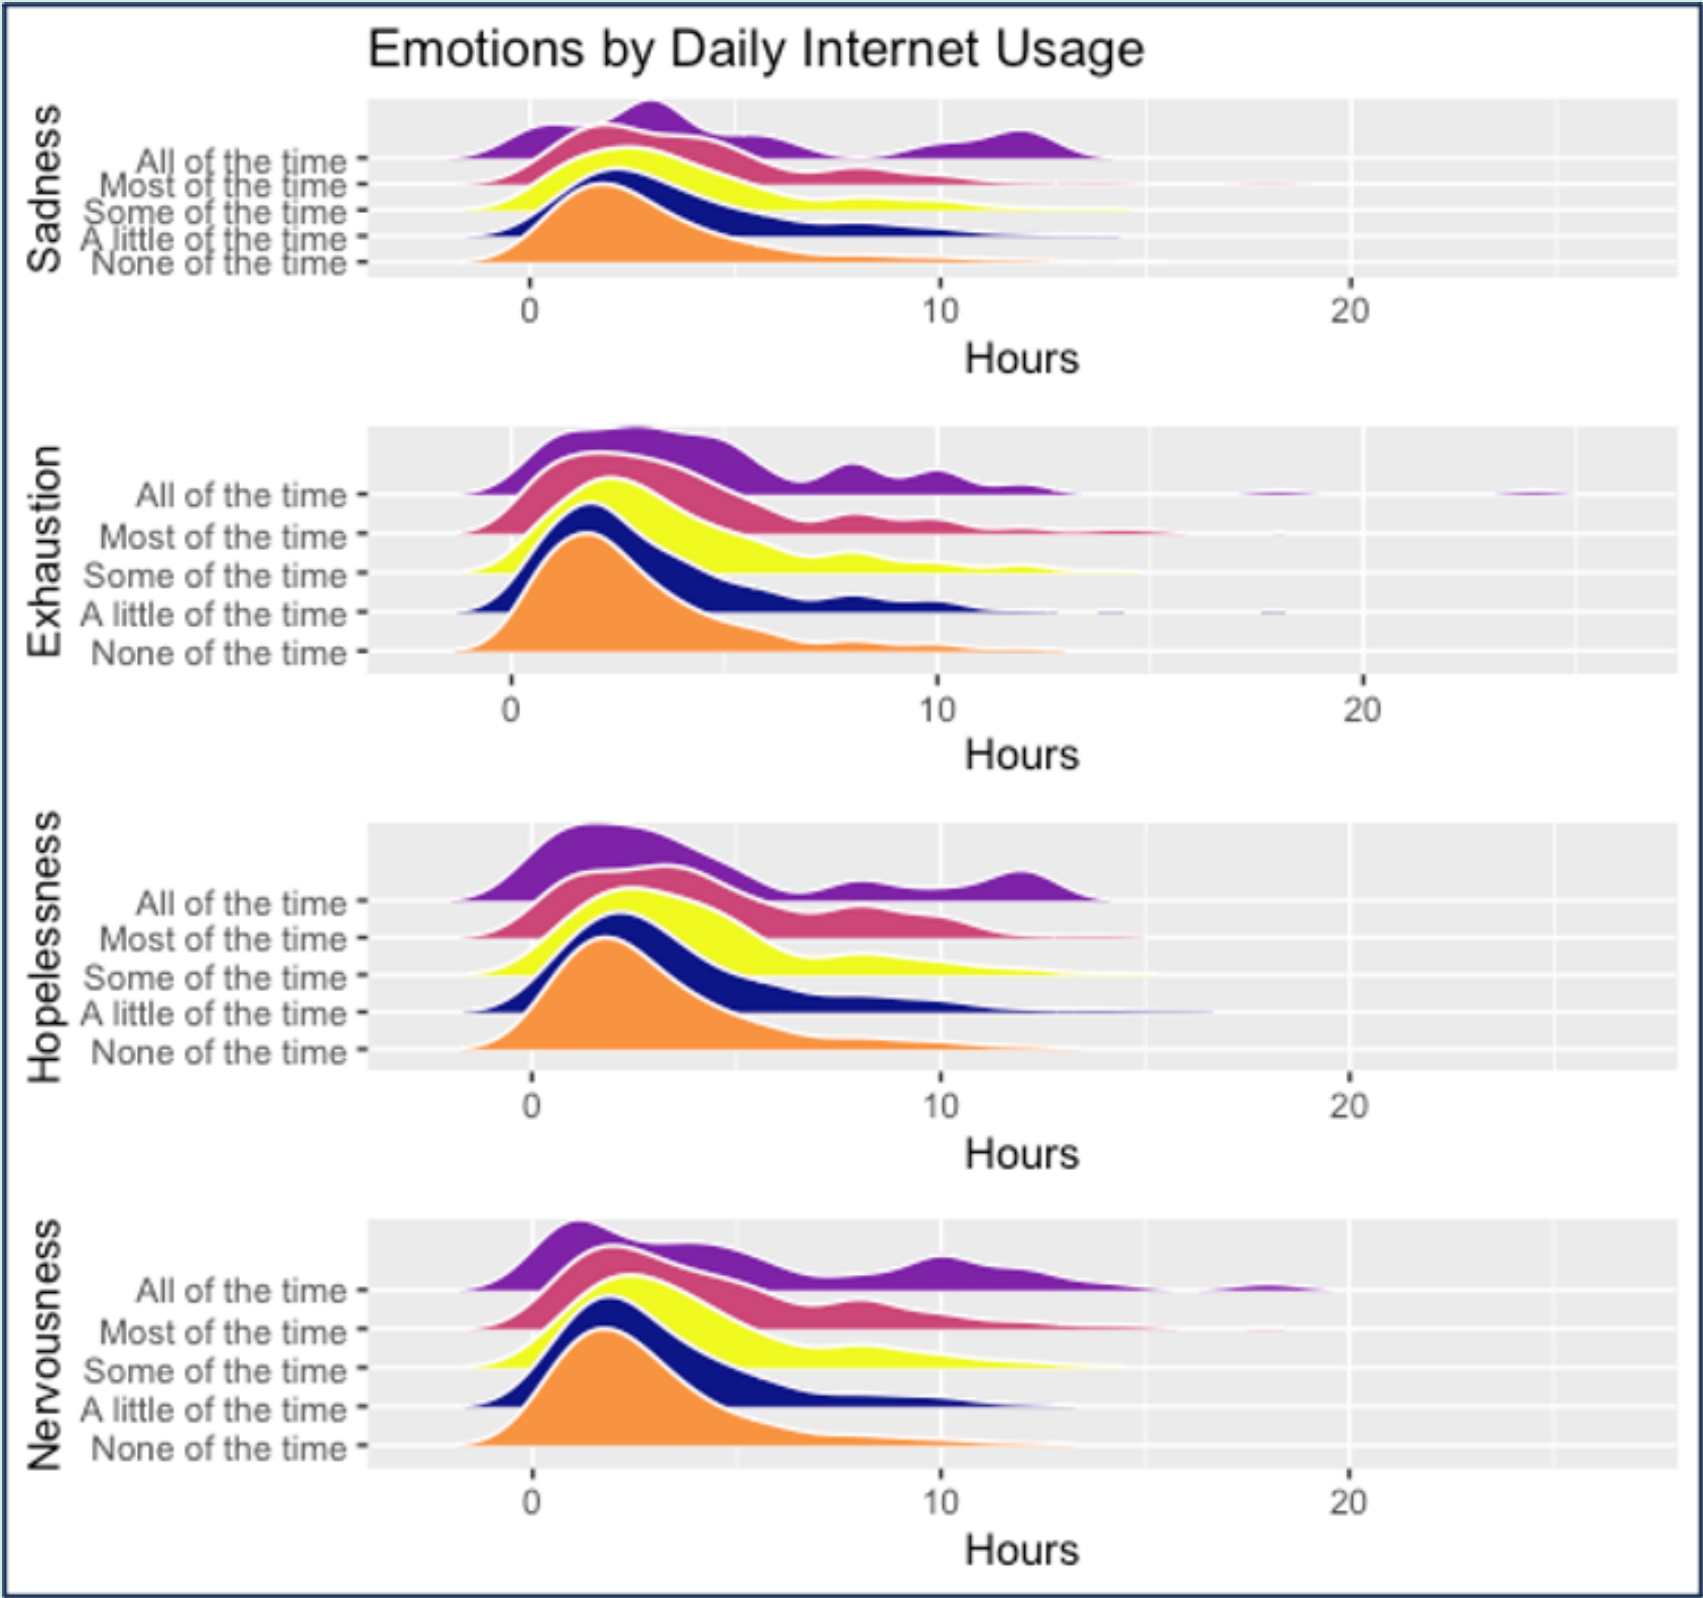 Emotions by Daily Internet Usage
Sadness
All of the time
Most of the time
Some of the time
A little of the time
None of the time
0 10 20
Hours
Exhaustion
All of the time
Most of the time
Some of the time
A little of the time
None of the time
0 10 20
Hours
Hopelessness
All of the time
Most of the time
Some of the time
A little of the time
None of the time
0 10 20
Hours
Nervousness
All of the time
Most of the time
Some of the time
A little of the time
None of the time
0 10 20
Hours